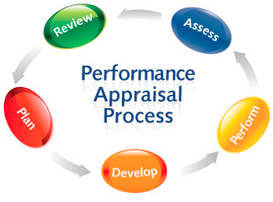 Review
Assess
Performance
Appraisal
Process
Plan
Perform
Develop